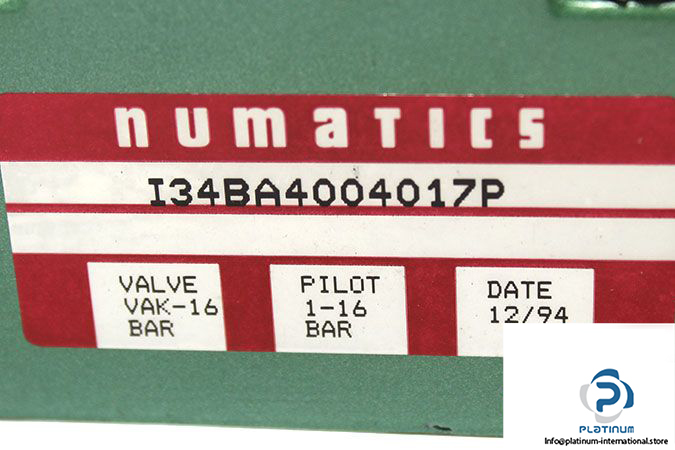 numatics
I34BA4004017P
VALVE
VAK-16
BAR
PILOT
1-16
BAR
DATE
12/94
PLATINUM
Info@platinum-international.store